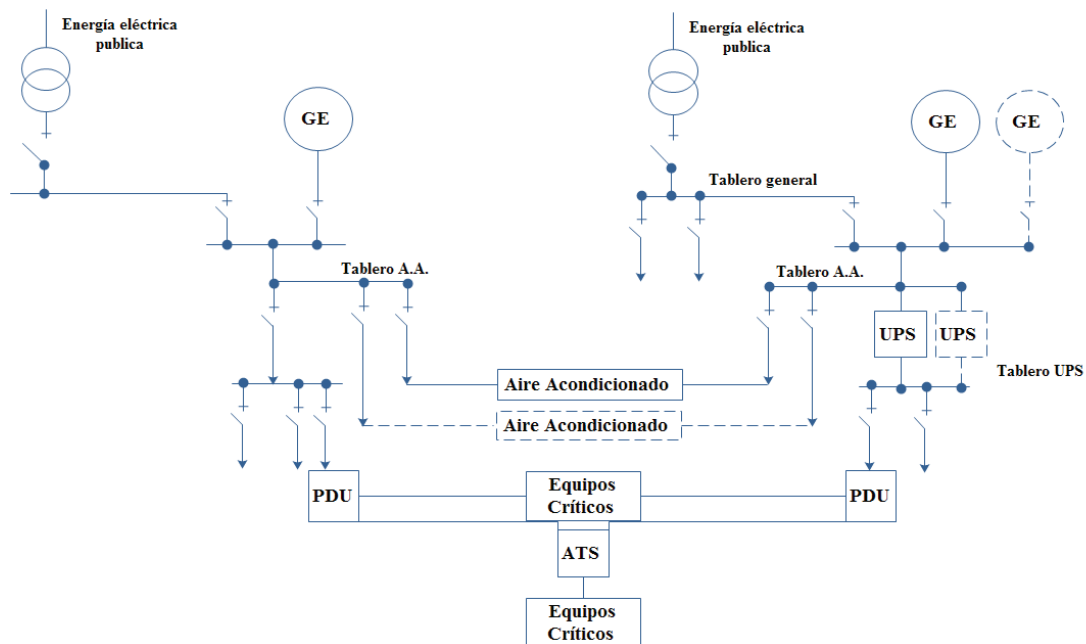 Energía eléctrica
publica
Energía eléctrica
publica
GE
GE
GE
Tablero general
Tablero A.A.
Tablero A.A.
UPS
UPS
Tablero UPS
Aire Acondicionado
Aire Acondicionado
PDU
Equipos
Críticos
PDU
ATS
Equipos
Críticos